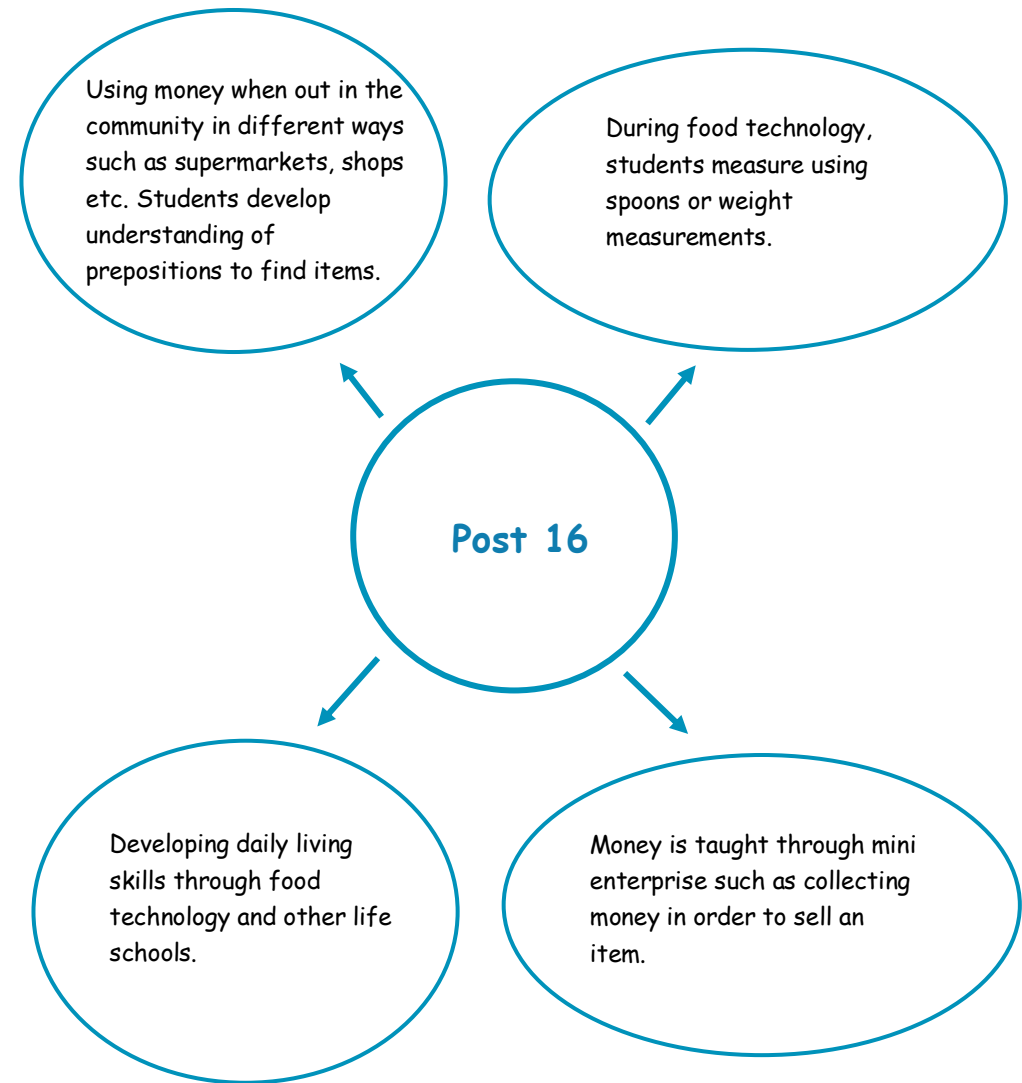 Using money when out in the
community in different ways
such as supermarkets, shops
etc. Students develop
understanding of
prepositions to find items.
During food technology,
students measure using
spoons or weight
measurements.
Post 16
Developing daily living
skills through food
technology and other life
schools.
Money is taught through mini
enterprise such as collecting
money in order to sell an
item.